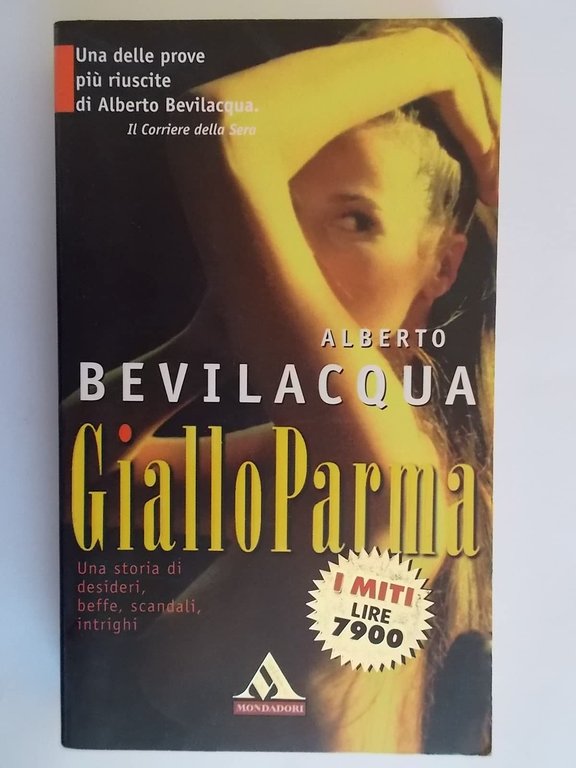 Una delle prove
più riuscite
di Alberto Bevilacqua.
Il Corriere della Sera
ALBERTO
BEVILACQUA
GialloParma
Una storia di
desideri,
beffe, scandali,
intrighi
I MITI
LIRE
7900
MONDADORI